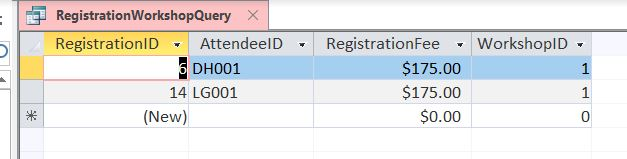 RegistrationWorkshopQuery ×
RegistrationID AttendeeID RegistrationFee WorkshopID
6 DH001 $175.00 1
14 LG001 $175.00 1
* (New) $0.00 0